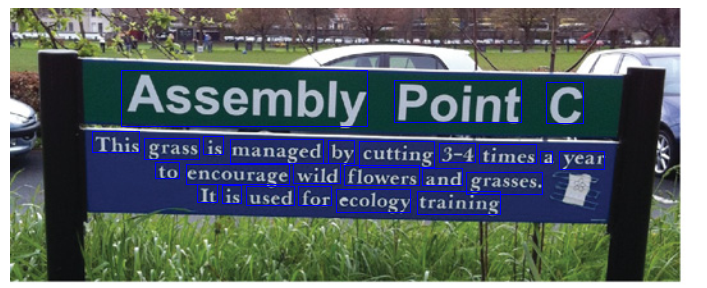 Assembly Point C
This grass is managed by cutting 3-4 times a year
to encourage wild flowers and grasses.
It is used for ecology training